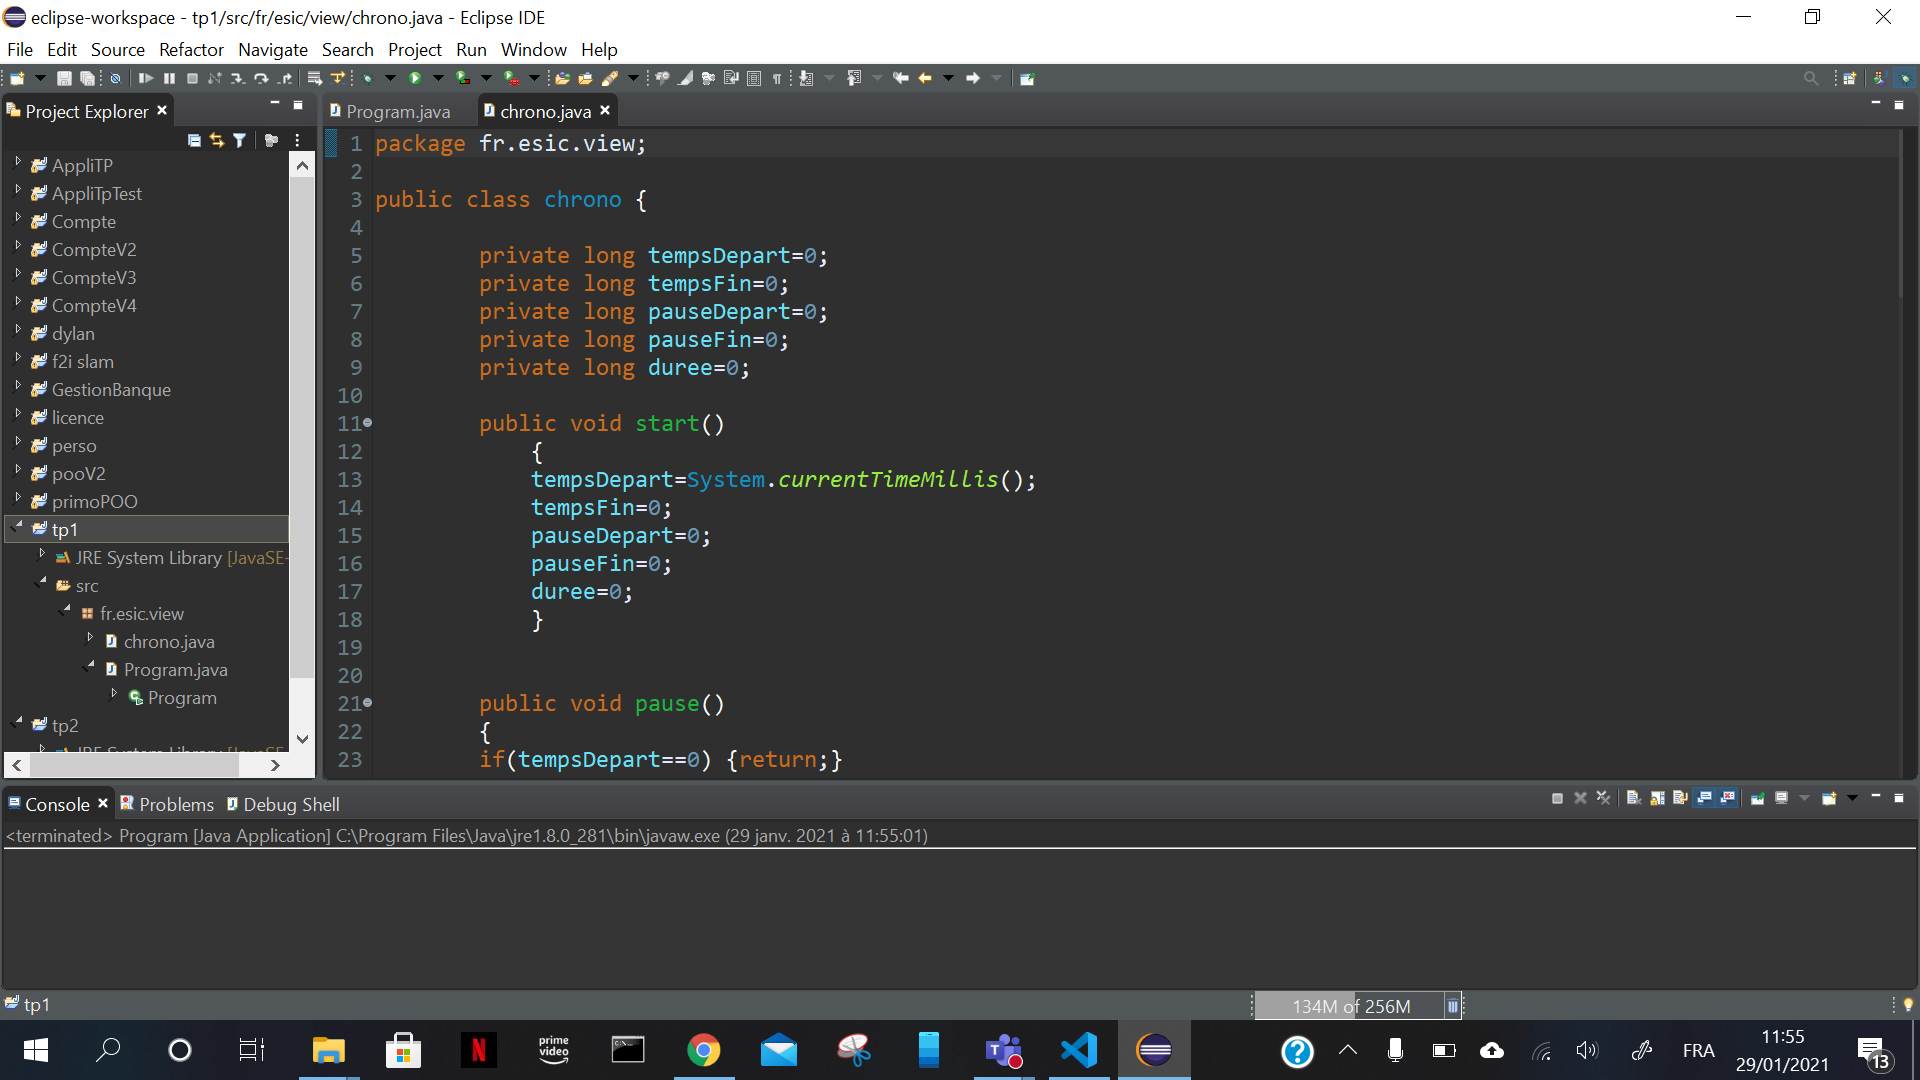 eclipse-workspace - tp1/src/fr/esic/view/chrono.java - Eclipse IDE
File Edit Source Refactor Navigate Search Project Run Window Help
Project Explorer
Program.java
chrono.java
AppliTP
AppliTpTest
Compte
CompteV2
CompteV3
CompteV4
dylan
f2i slam
GestionBanque
licence
perso
pooV2
primoPOO
tp1
JRE System Library [JavaSE-
src
fr.esic.view
chrono.java
Program.java
Program
tp2
JRE System Library [JavaSE-
1 package fr.esic.view;
2
3 public class chrono {
4
5 private long tempsDepart=0;
6 private long tempsFin=0;
7 private long pauseDepart=0;
8 private long pauseFin=0;
9 private long duree=0;
10
11 public void start()
12 {
13 tempsDepart=System.currentTimeMillis();
14 tempsFin=0;
15 pauseDepart=0;
16 pauseFin=0;
17 duree=0;
18 }
19
20
21 public void pause()
22 {
23 if(tempsDepart==0) {return;}
Console Problems Debug Shell
<terminated> Program [Java Application] C:\Program Files\Java\jre1.8.0_281\bin\javaw.exe (29 janv. 2021 à 11:55:01)
tp1
134M of 256M
prime video
FRA
11:55
29/01/2021
13